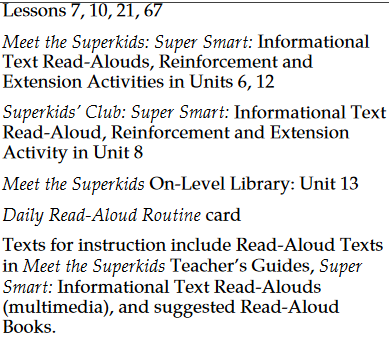 Lessons 7, 10, 21, 67
Meet the Superkids: Super Smart: Informational
Text Read-Alouds, Reinforcement and
Extension Activities in Units 6, 12
Superkids’ Club: Super Smart: Informational Text
Read-Aloud, Reinforcement and Extension
Activity in Unit 8
Meet the Superkids On-Level Library: Unit 13
Daily Read-Aloud Routine card
Texts for instruction include Read-Aloud Texts
in Meet the Superkids Teacher’s Guides, Super
Smart: Informational Text Read-Alouds
(multimedia), and suggested Read-Aloud
Books.